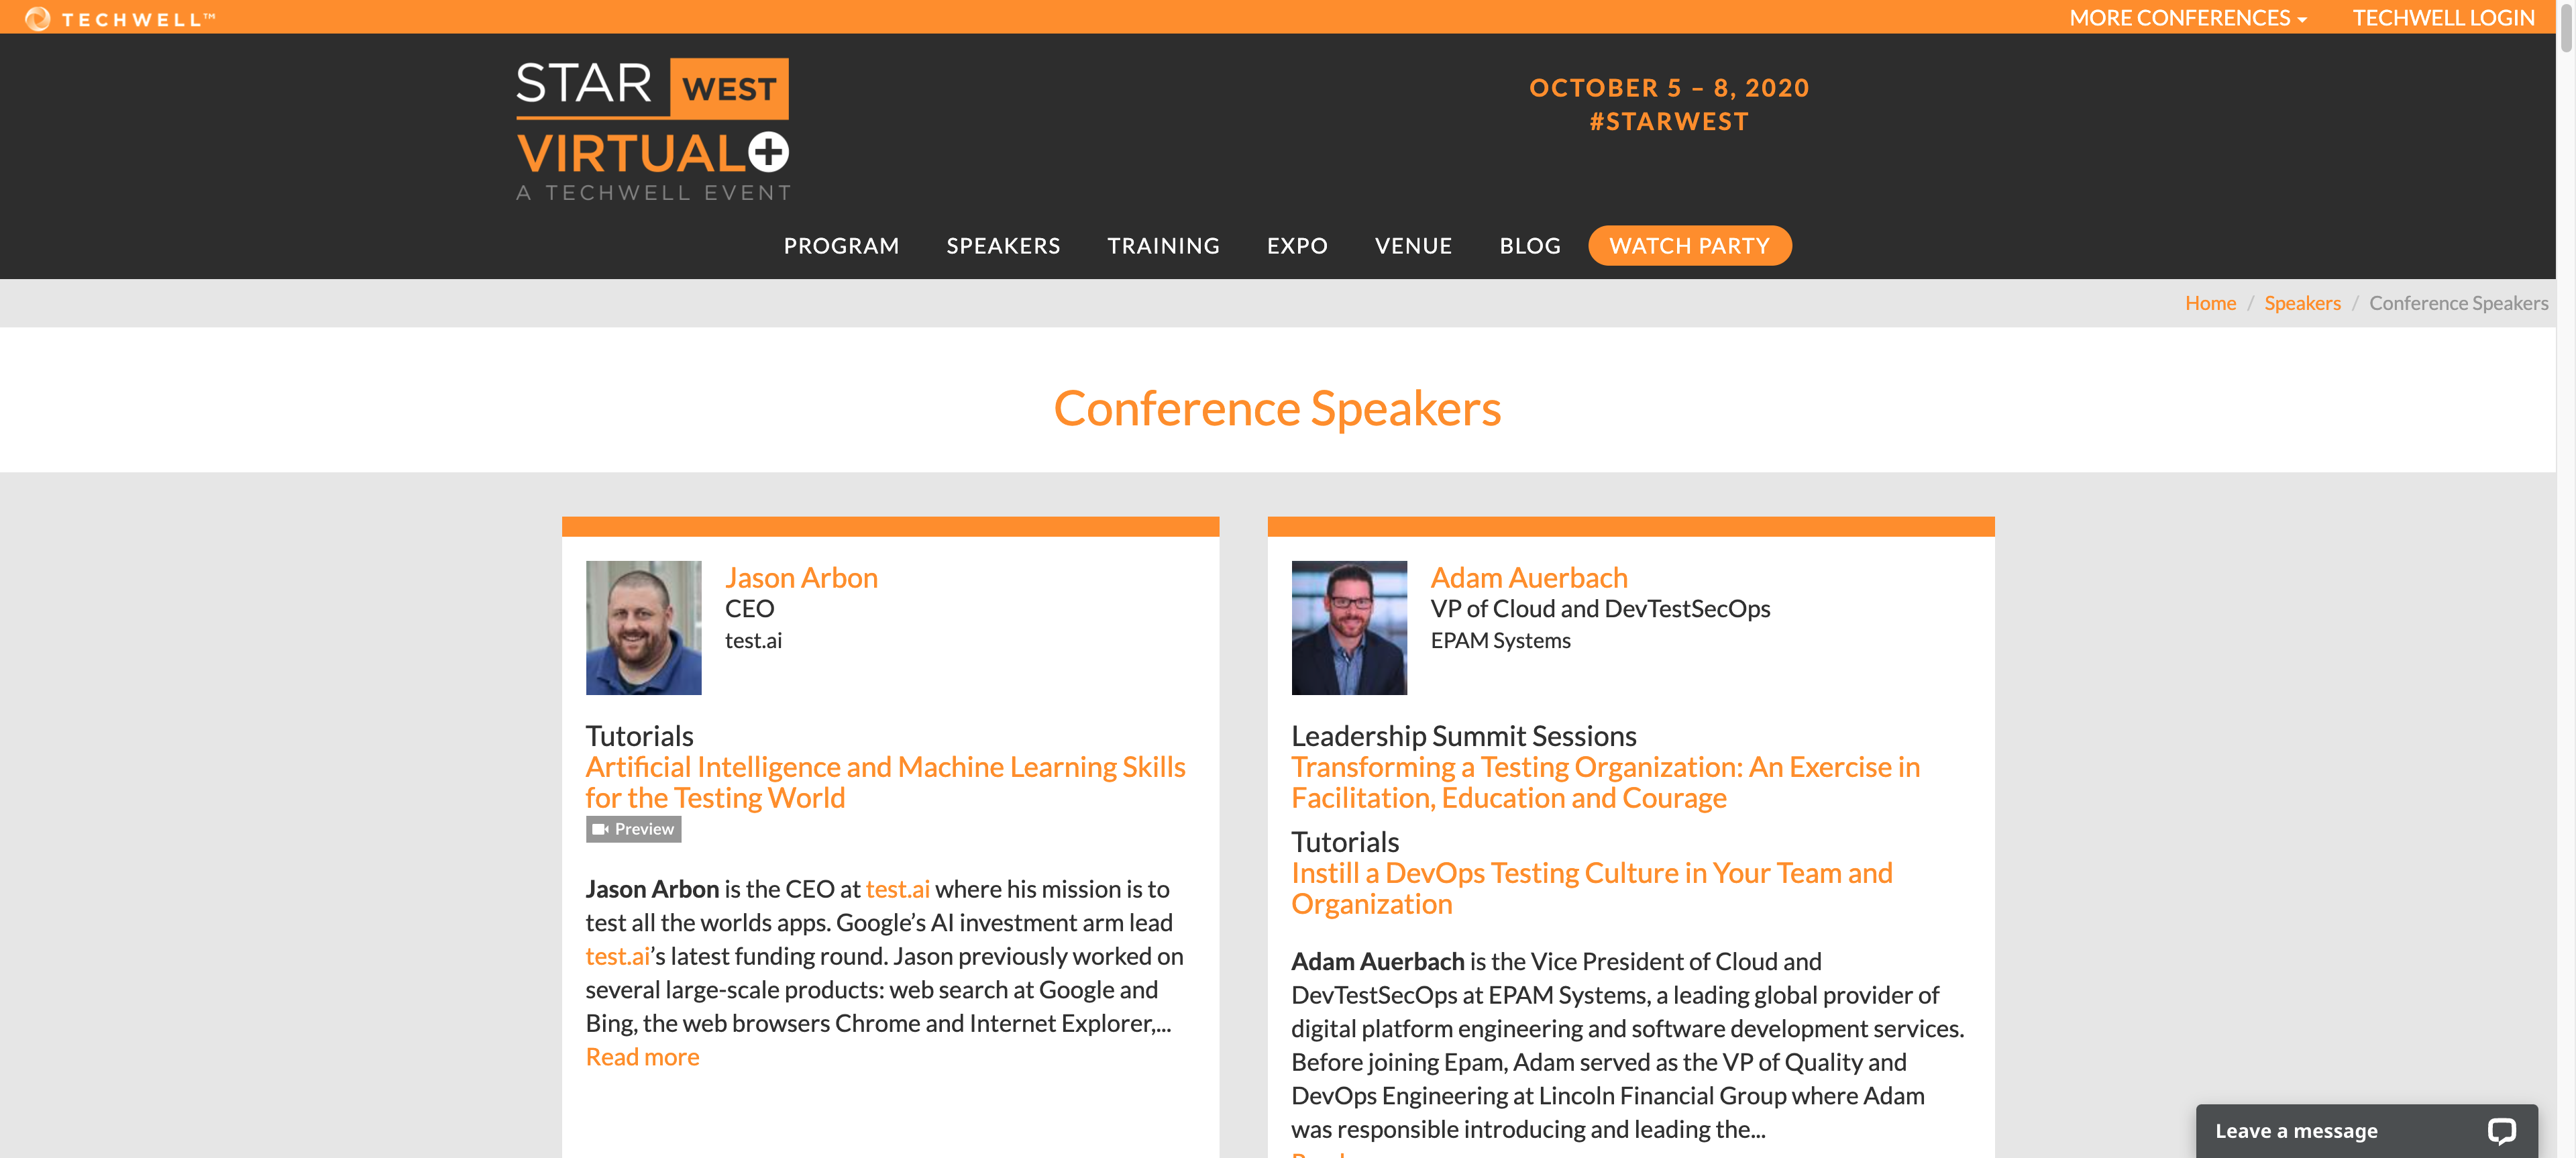 TECHWELL™
MORE CONFERENCES
TECHWELL LOGIN
STAR WEST
VIRTUAL+
A TECHWELL EVENT
OCTOBER 5 – 8, 2020
#STARWEST
PROGRAM
SPEAKERS
TRAINING
EXPO
VENUE
BLOG
WATCH PARTY
Home / Speakers / Conference Speakers
Conference Speakers
Jason Arbon
CEO
test.ai
Tutorials
Artificial Intelligence and Machine Learning Skills
for the Testing World
Preview
Jason Arbon is the CEO at test.ai where his mission is to
test all the worlds apps. Google’s AI investment arm lead
test.ai’s latest funding round. Jason previously worked on
several large-scale products: web search at Google and
Bing, the web browsers Chrome and Internet Explorer,...
Read more
Adam Auerbach
VP of Cloud and DevTestSecOps
EPAM Systems
Leadership Summit Sessions
Transforming a Testing Organization: An Exercise in
Facilitation, Education and Courage
Tutorials
Instill a DevOps Testing Culture in Your Team and
Organization
Adam Auerbach is the Vice President of Cloud and
DevTestSecOps at EPAM Systems, a leading global provider of
digital platform engineering and software development services.
Before joining Epam, Adam served as the VP of Quality and
DevOps Engineering at Lincoln Financial Group where Adam
was responsible introducing and leading the...
Leave a message